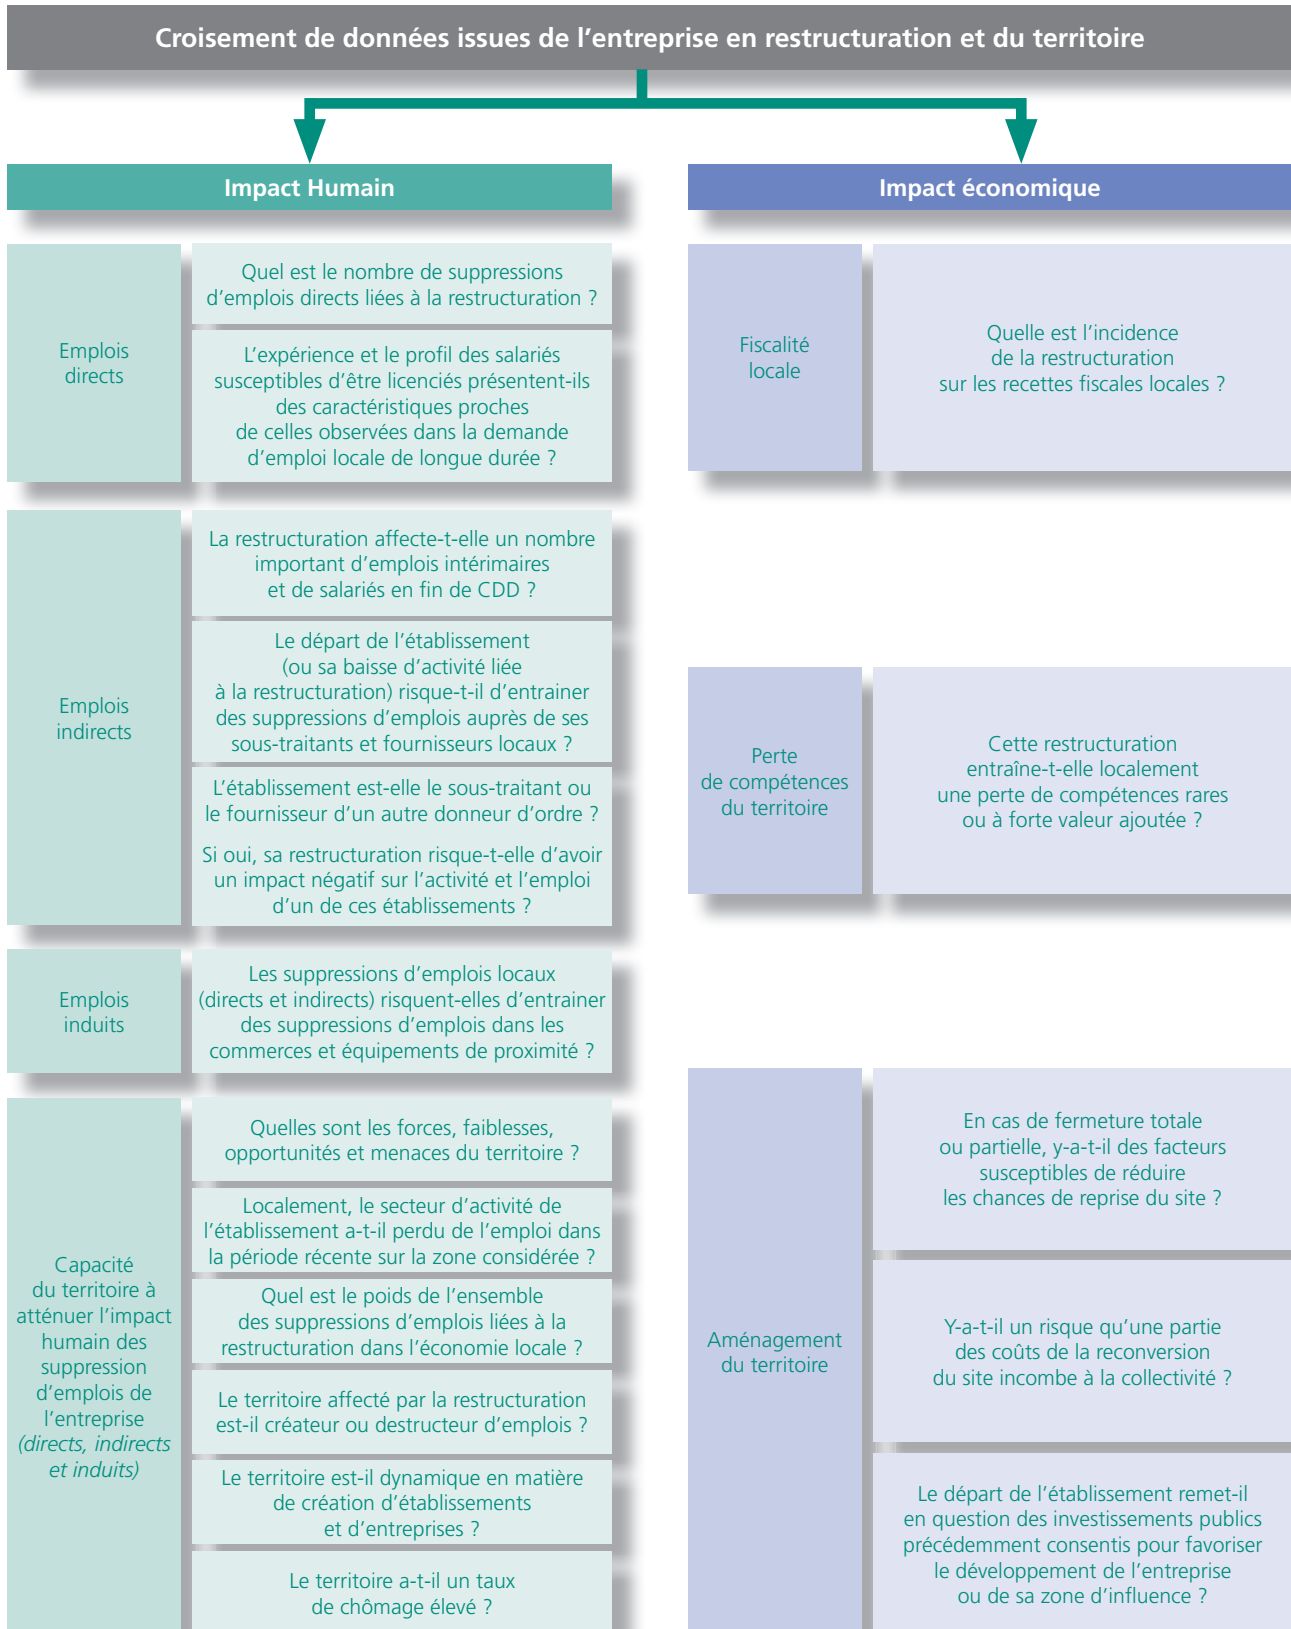 Croisement de données issues de l’entreprise en restructuration et du territoire
Impact Humain
Emplois
directs
Quel est le nombre de suppressions
d’emplois directs liées à la restructuration ?
L’expérience et le profil des salariés
susceptibles d’être licenciés présentent-ils
des caractéristiques proches
de celles observées dans la demande
d’emploi locale de longue durée ?
Emplois
indirects
La restructuration affecte-t-elle un nombre
important d’emplois intérimaires
et de salariés en fin de CDD ?
Le départ de l’établissement
(ou sa baisse d’activité liée
à la restructuration) risque-t-il d’entrainer
des suppressions d’emplois auprès de ses
sous-traitants et fournisseurs locaux ?
L’établissement est-elle le sous-traitant ou
le fournisseur d’un autre donneur d’ordre ?
Si oui, sa restructuration risque-t-elle d’avoir
un impact négatif sur l’activité et l’emploi
d’un de ces établissements ?
Emplois
induits
Les suppressions d’emplois locaux
(directs et indirects) risquent-elles d’entrainer
des suppressions d’emplois dans les
commerces et équipements de proximité ?
Capacité
du territoire à
atténuer l’impact
humain des
suppression
d’emplois de
l’entreprise
(directs, indirects
et induits)
Quelles sont les forces, faiblesses,
opportunités et menaces du territoire ?
Localement, le secteur d’activité de
l’établissement a-t-il perdu de l’emploi dans
la période récente sur la zone considérée ?
Quel est le poids de l’ensemble
des suppressions d’emplois liées à la
restructuration dans l’économie locale ?
Le territoire affecté par la restructuration
est-il créateur ou destructeur d’emplois ?
Le territoire est-il dynamique en matière
de création d’établissements
et d’entreprises ?
Le territoire a-t-il un taux
de chômage élevé ?
Impact économique
Fiscalité
locale
Quelle est l’incidence
de la restructuration
sur les recettes fiscales locales ?
Perte
de compétences
du territoire
Cette restructuration
entraîne-t-elle localement
une perte de compétences rares
ou à forte valeur ajoutée ?
Aménagement
du territoire
En cas de fermeture totale
ou partielle, y-a-t-il des facteurs
susceptibles de réduire
les chances de reprise du site ?
Y-a-t-il un risque qu’une partie
des coûts de la reconversion
du site incombe à la collectivité ?
Le départ de l’établissement remet-il
en question des investissements publics
précédemment consentis pour favoriser
le développement de l’entreprise
ou de sa zone d’influence ?